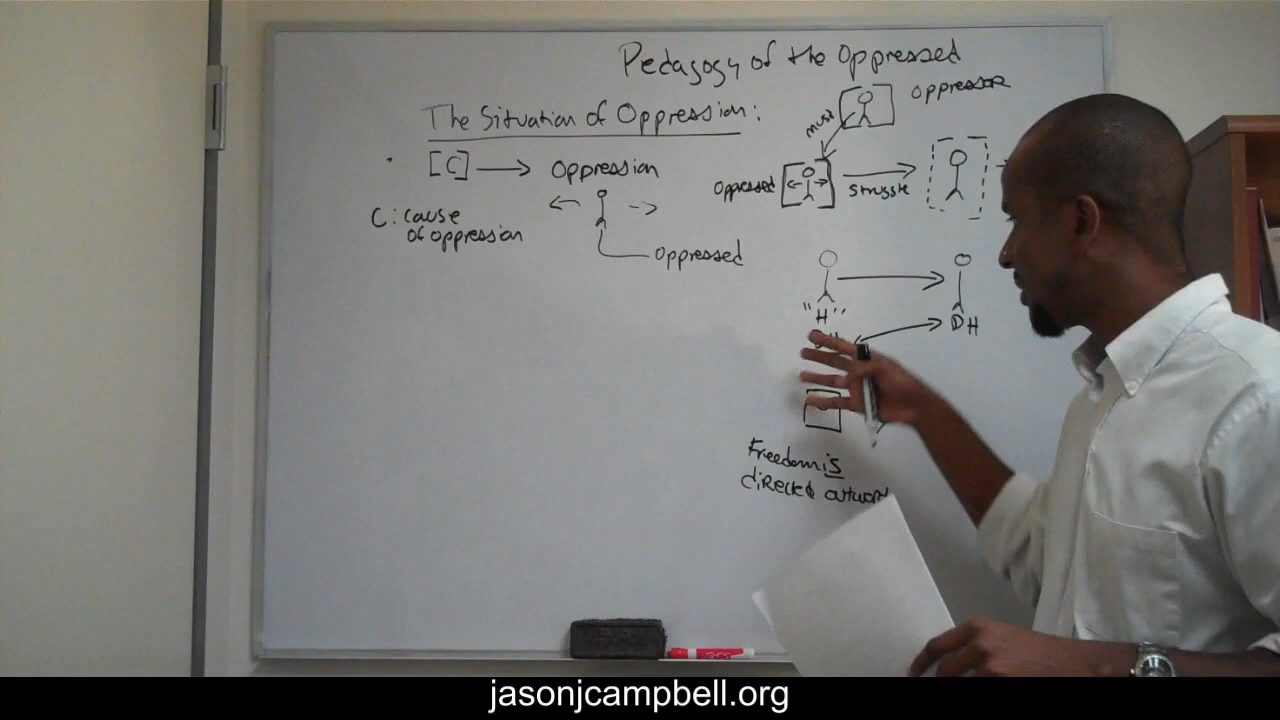 Pedagogy of the Oppressed
The Situation of Oppression:
[C] → Oppression
C: cause
of oppression
Oppressed
Oppressor
must
Oppressed
struggle
"H"
DH
Freedom is
directed outward
jasonjcampbell.org